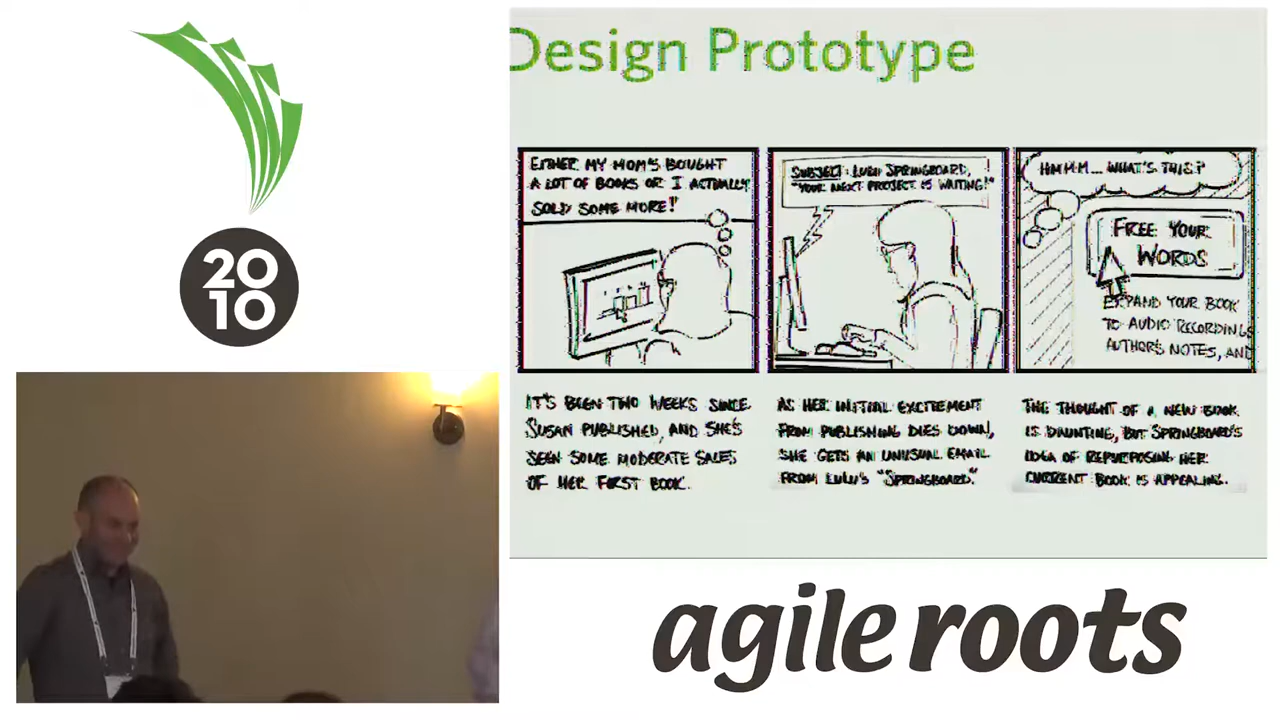 20
10
Design Prototype
EITHER MY MOM'S BOUGHT
A LOT OF BOOKS OR I ACTUALLY
SOLD SOME MORE!
IT'S BEEN TWO WEEKS SINCE
SUSAN PUBLISHED, AND SHE'S
SEEN SOME MODERATE SALES
OF HER FIRST BOOK.
SUBJECT: LULU SPRINGBOARD,
"YOUR NEXT PROJECT IS WAITING!"
AS HER INITIAL EXCITEMENT
FROM PUBLISHING DIES DOWN,
SHE GETS AN UNUSUAL EMAIL
FROM LULU'S "SPRINGBOARD."
HMMM... WHAT'S THIS?
FREE YOUR
WORDS
EXPAND YOUR BOOK
TO AUDIO RECORDINGS
AUTHOR'S NOTES, AND
THE THOUGHT OF A NEW BOOK
IS DAUNTING, BUT SPRINGBOARD'S
IDEA OF REPURPOSING HER
CURRENT BOOK IS APPEALING.
agile roots